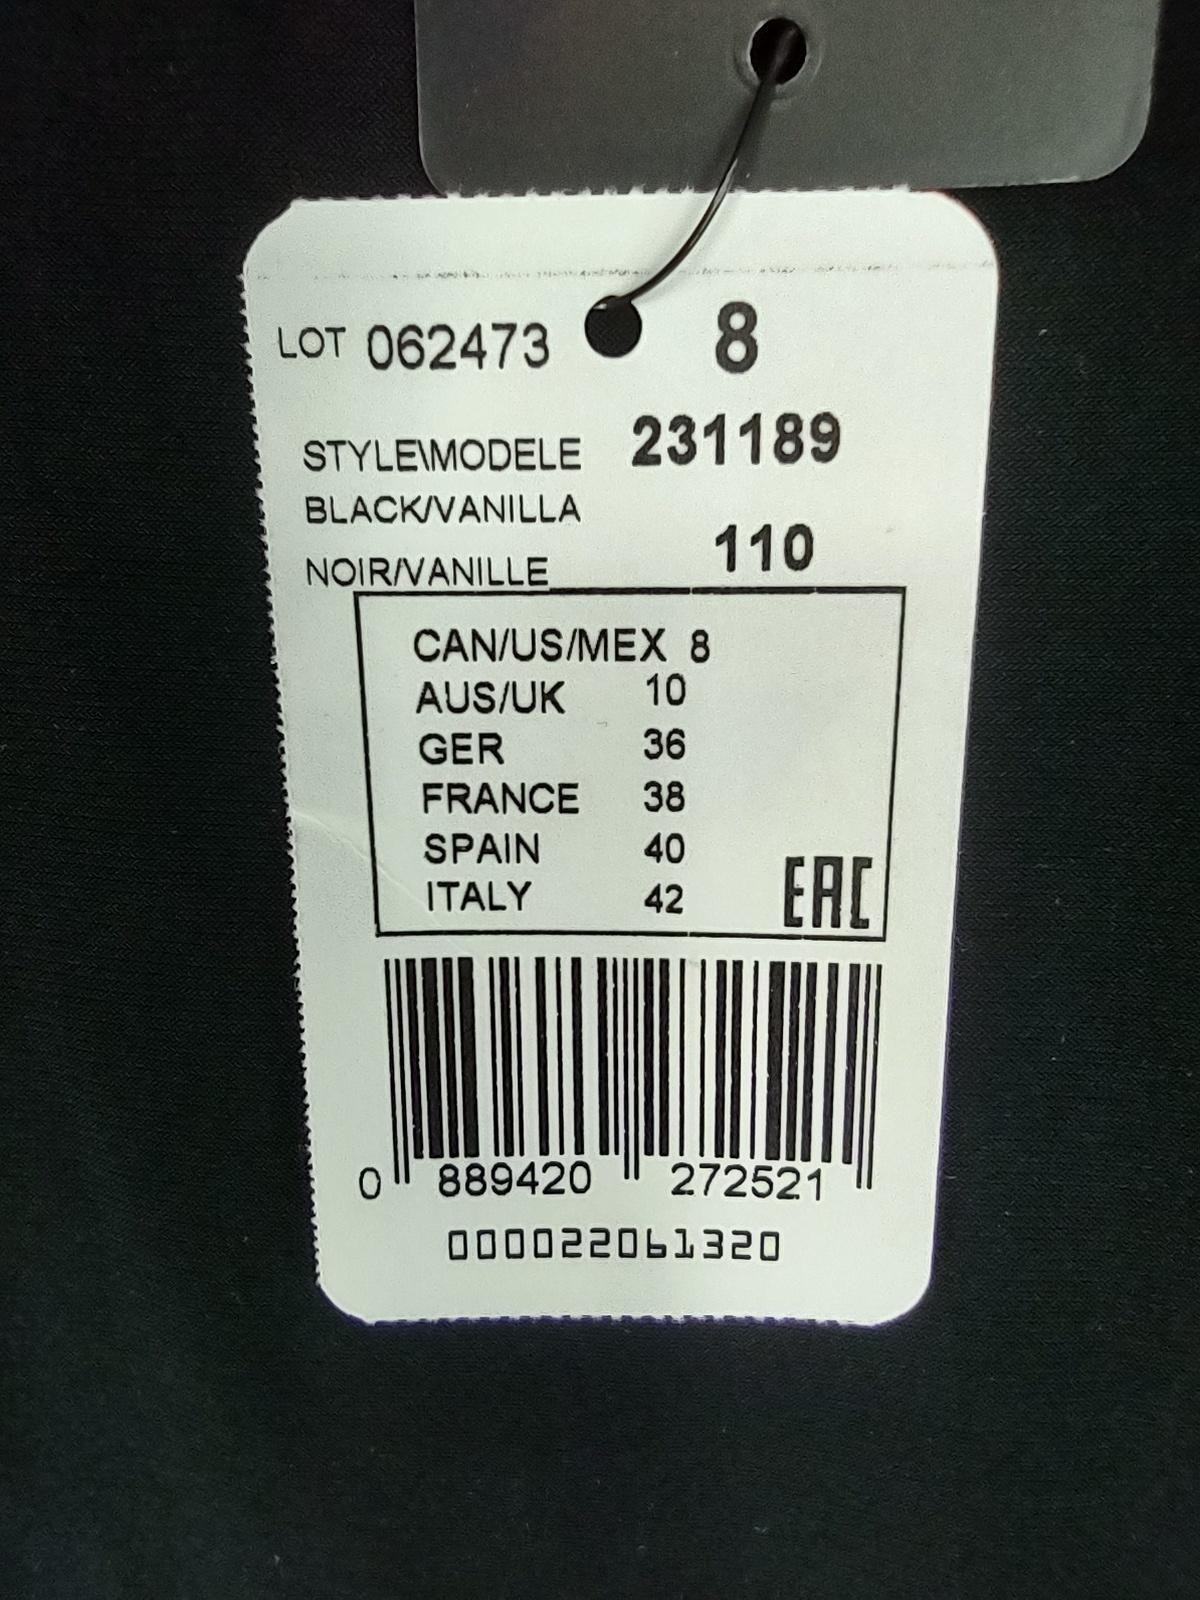 LOT 062473 8
STYLE\MODELE 231189
BLACK/VANILLA
NOIR/VANILLE 110
CAN/US/MEX 8
AUS/UK 10
GER 36
FRANCE 38
SPAIN 40
ITALY 42
EAC
0 889420 272521
000022061320